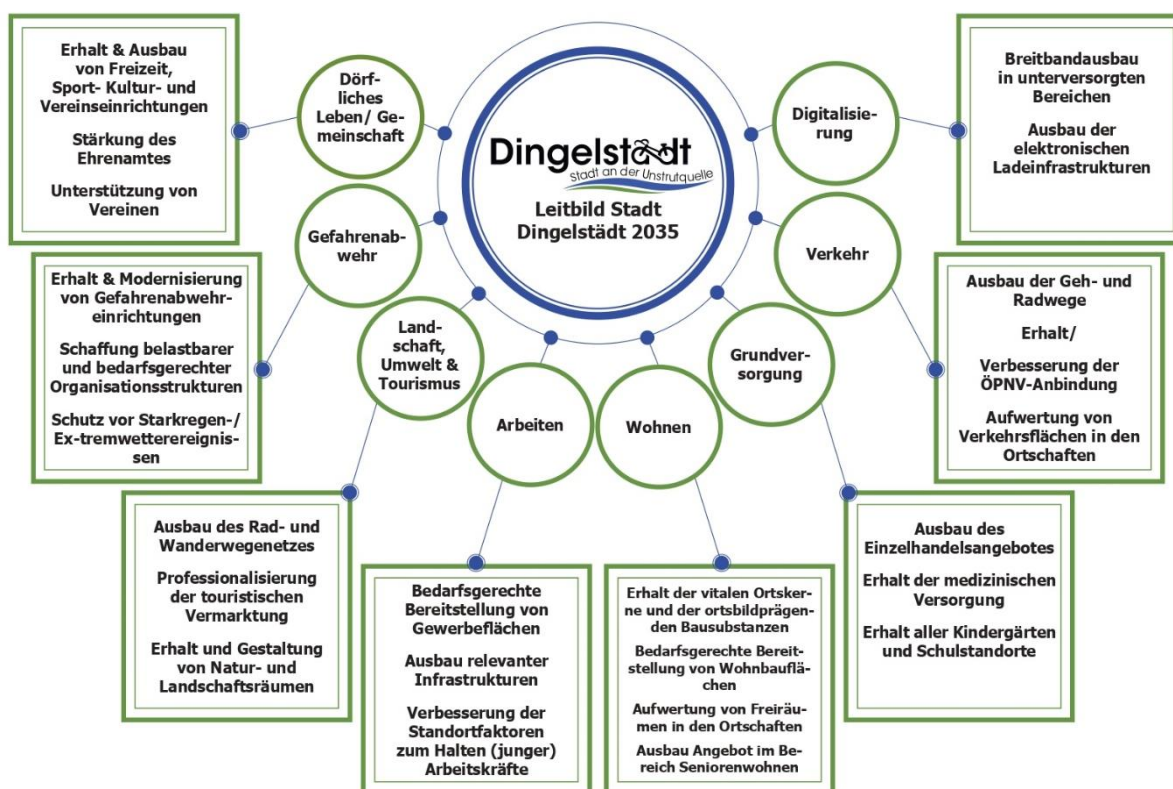 Dingelstädt
Stadt an der Unstrutquelle
Leitbild Stadt
Dingelstädt 2035
Dörf-
liches
Leben/ Ge-
meinschaft
Erhalt & Ausbau
von Freizeit,
Sport- Kultur- und
Vereinseinrichtungen
Stärkung des
Ehrenamtes
Unterstützung von
Vereinen
Gefahrenab-
wehr
Erhalt & Modernisierung
von Gefahrenabwehr-
einrichtungen
Schaffung belastbarer
und bedarfsgerechter
Organisationsstrukturen
Schutz vor Starkregen-/
Ex-tremwetterereignis-
sen
Land-
schaft,
Umwelt &
Tourismus
Ausbau des Rad- und
Wanderwegenetzes
Professionalisierung
der touristischen
Vermarktung
Erhalt und Gestaltung
von Natur- und
Landschaftsräumen
Arbeiten
Bedarfsgerechte
Bereitstellung von
Gewerbeflächen
Ausbau relevanter
Infrastrukturen
Verbesserung der
Standortfaktoren
zum Halten (junger)
Arbeitskräfte
Wohnen
Erhalt der vitalen Ortsker-
ne und der ortsbildprägen-
den Bausubstanzen
Bedarfsgerechte Bereit-
stellung von Wohnbauflä-
chen
Aufwertung von Freiräu-
men in den Ortschaften
Ausbau Angebot im Be-
reich Seniorenwohnen
Grundver-
sorgung
Ausbau des
Einzelhandelsangebotes
Erhalt der medizinischen
Versorgung
Erhalt aller Kindergärten
und Schulstandorte
Verkehr
Ausbau der Geh- und
Radwege
Erhalt/
Verbesserung der
ÖPNV-Anbindung
Aufwertung von
Verkehrsflächen in den
Ortschaften
Digitalisie-
rung
Breitbandausbau
in unterversorgten
Bereichen
Ausbau der
elektronischen
Ladeinfrastrukturen